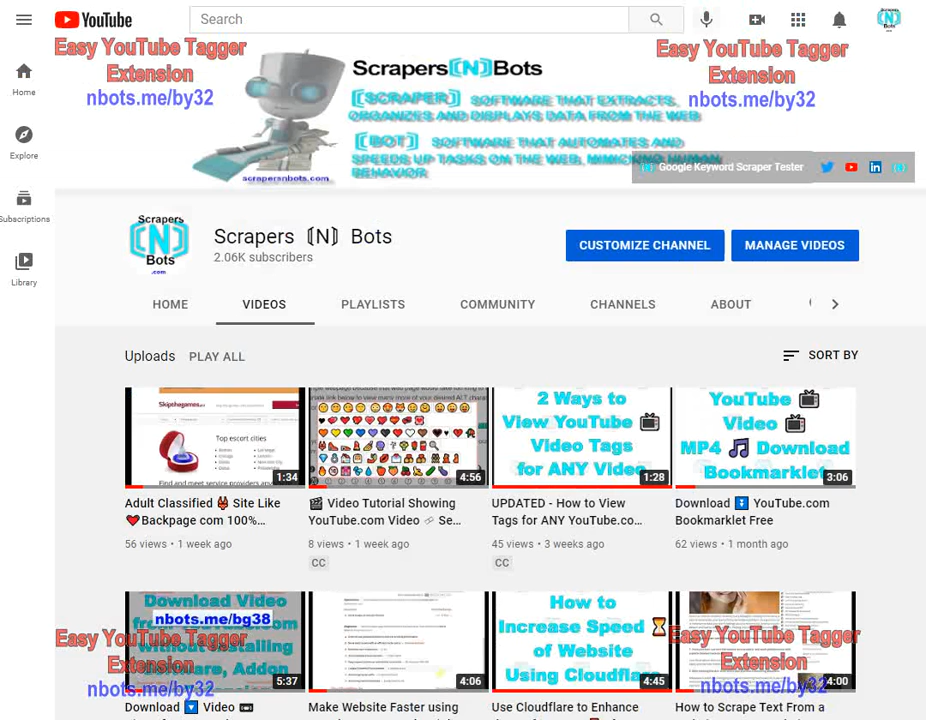 YouTube
Search
Easy YouTube Tagger
Extension
nbots.me/by32
Easy YouTube Tagger
Extension
nbots.me/by32
Scrapers[N]Bots
[SCRAPER] SOFTWARE THAT EXTRACTS,
ORGANIZES AND DISPLAYS DATA FROM THE WEB
[BOT] SOFTWARE THAT AUTOMATES AND
SPEEDS UP TASKS ON THE WEB, MIMICKING HUMAN
BEHAVIOR
scrapersnbots.com
Google Keyword Scraper Tester
Home
Explore
Subscriptions
Library
Scrapers
[N]
Bots
.com
Scrapers [N] Bots
2.06K subscribers
CUSTOMIZE CHANNEL
MANAGE VIDEOS
HOME
VIDEOS
PLAYLISTS
COMMUNITY
CHANNELS
ABOUT
Uploads
PLAY ALL
SORT BY
Skipthegames
Top escort cities
1:34
4:56
2 Ways to
View YouTube 📺
Video Tags
for ANY Video
1:28
YouTube 📺
Video 📺
MP4 🎵 Download
Bookmarklet
3:06
Adult Classified 👯 Site Like
❤️Backpage com 100%...
56 views • 1 week ago
🎬 Video Tutorial Showing
YouTube.com Video 🔗 Se...
8 views • 1 week ago
CC
UPDATED - How to View
Tags for ANY YouTube.co...
45 views • 3 weeks ago
CC
Download ⬇️ YouTube.com
Bookmarklet Free
62 views • 1 month ago
Download Video
nbots.me/bg38
without Installing
Addon
5:37
4:06
How to
Increase Speed ⏳
of Website
Using Cloudfla
4:45
4:00
Easy YouTube Tagger
Extension
nbots.me/by32
Easy YouTube Tagger
Extension
nbots.me/by32
Download ⬇️ Video 📼
Make Website Faster using
Use Cloudflare to Enhance
How to Scrape Text From a